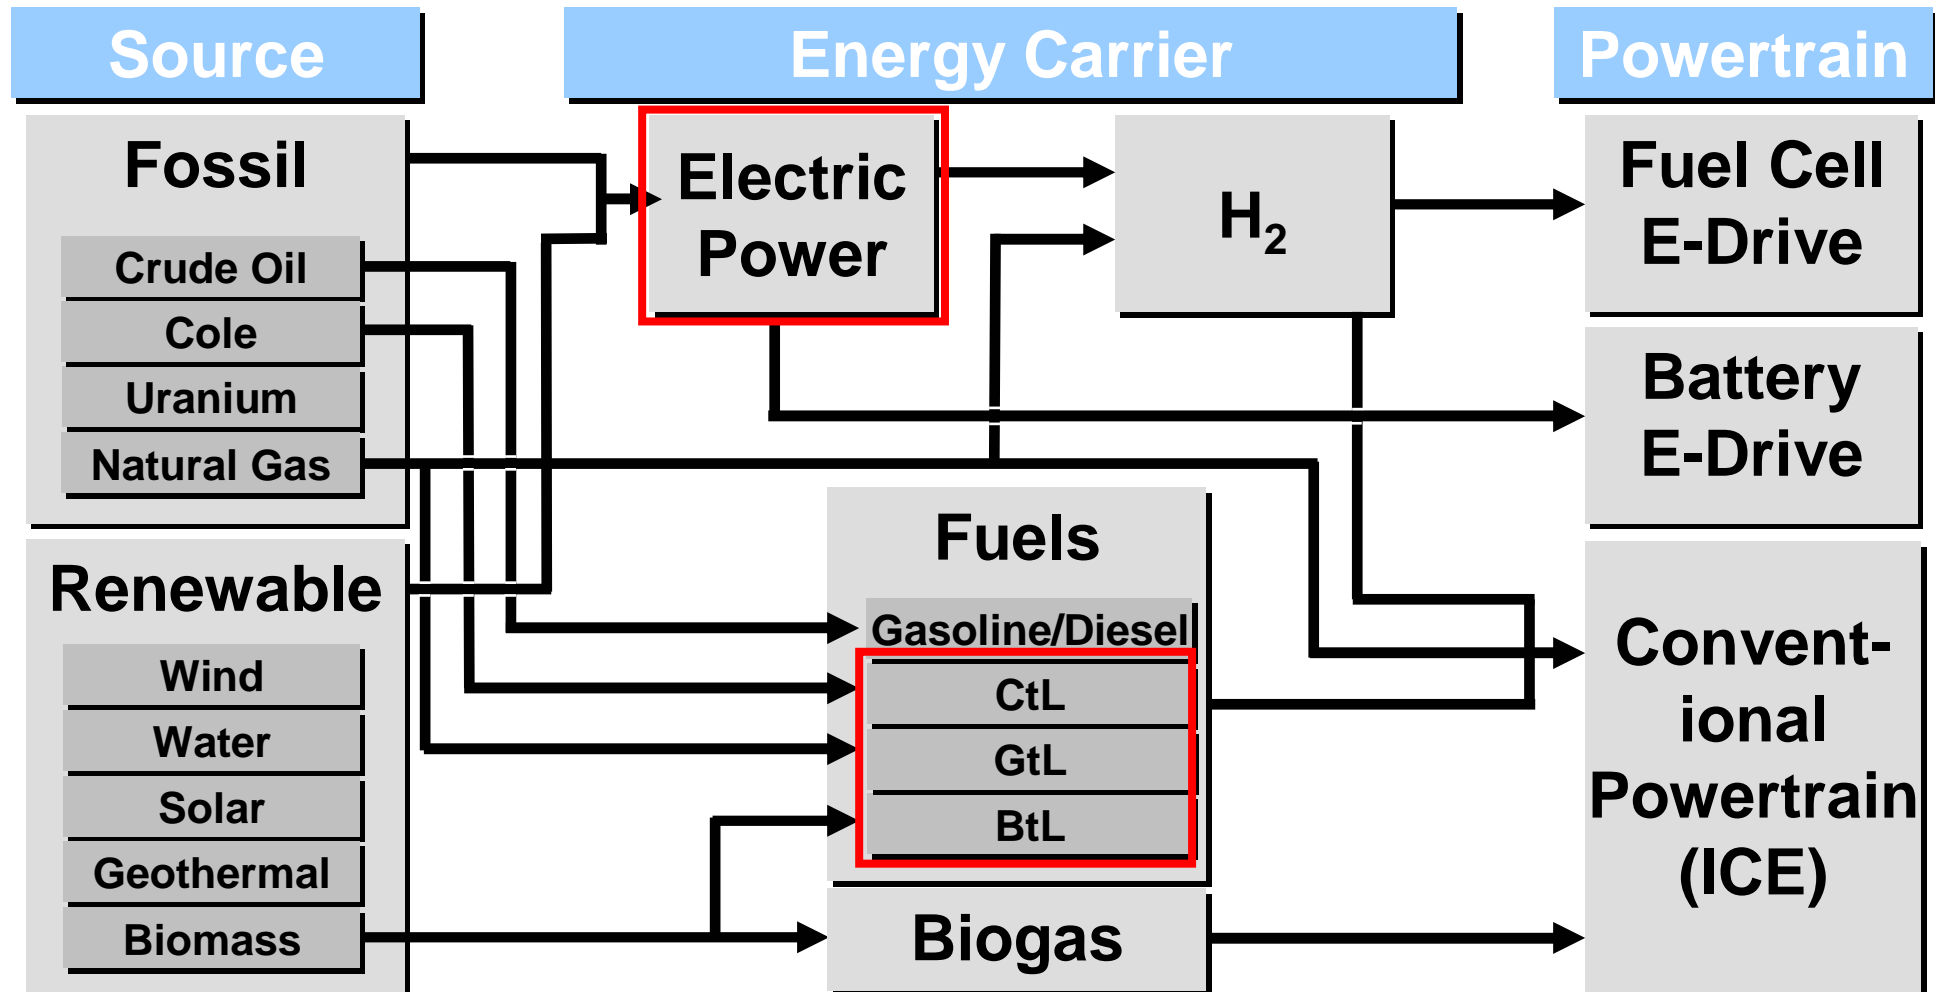 Source
Energy Carrier
Powertrain
Fossil
Crude Oil
Cole
Uranium
Natural Gas
Renewable
Wind
Water
Solar
Geothermal
Biomass
Electric
Power
H₂
Fuels
Gasoline/Diesel
CtL
GtL
BtL
Biogas
Fuel Cell
E-Drive
Battery
E-Drive
Convent-
ional
Powertrain
(ICE)